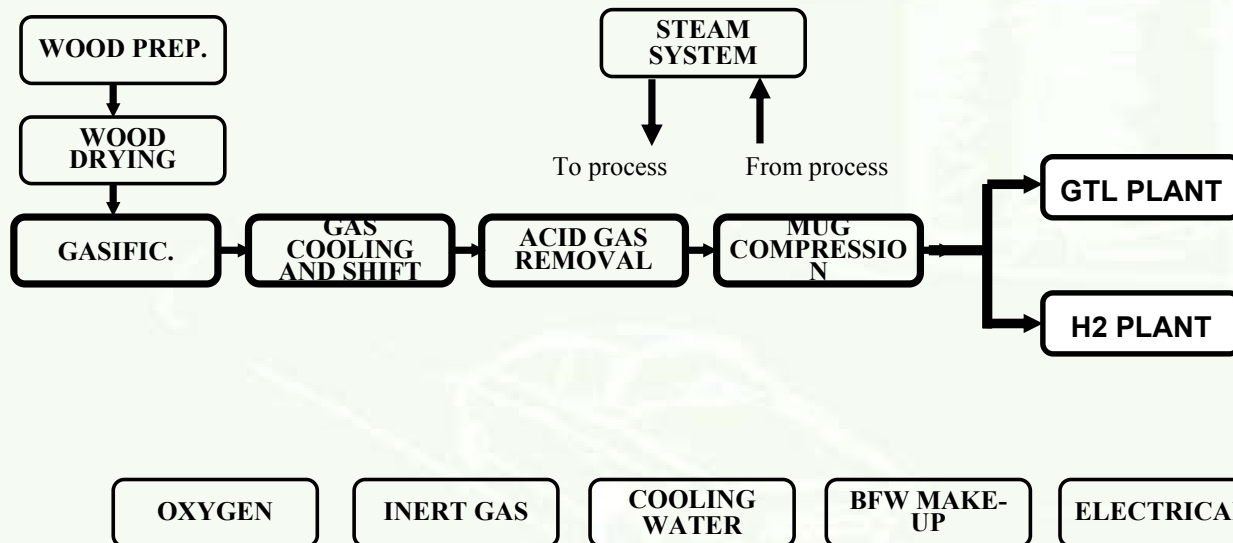 WOOD PREP.
STEAM
SYSTEM
WOOD
DRYING
To process
From process
GTL PLANT
GASIFIC.
GAS
COOLING
AND SHIFT
ACID GAS
REMOVAL
MUG
COMPRESSIO
N
H2 PLANT
OXYGEN
INERT GAS
COOLING
WATER
BFW MAKE-
UP
ELECTRICAL